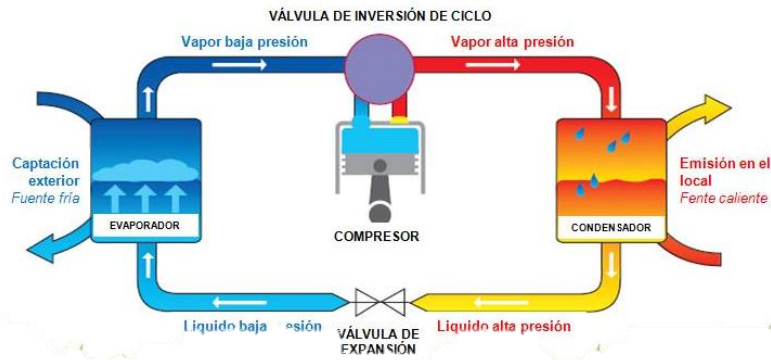 VÁLVULA DE INVERSIÓN DE CICLO
Vapor baja presión
Vapor alta presión
Captación
exterior
Fuente fría
EVAPORADOR
COMPRESOR
CONDENSADOR
Emisión en el
local
Fente caliente
Liquido baja esión
VÁLVULA DE
EXPANSIÓN
Liquido alta presión